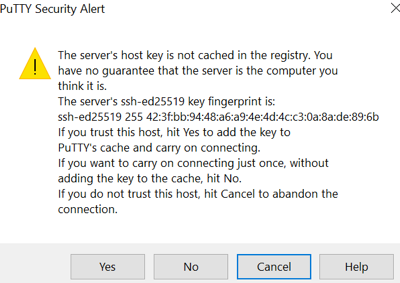 PuTTY Security Alert
The server's host key is not cached in the registry. You
have no guarantee that the server is the computer you
think it is.
The server's ssh-ed25519 key fingerprint is:
ssh-ed25519 255 42:3f:bb:94:48:a6:a9:4e:4d:4c:c3:0a:8a:de:89:6b
If you trust this host, hit Yes to add the key to
PuTTY's cache and carry on connecting.
If you want to carry on connecting just once, without
adding the key to the cache, hit No.
If you do not trust this host, hit Cancel to abandon the
connection.
Yes No Cancel Help